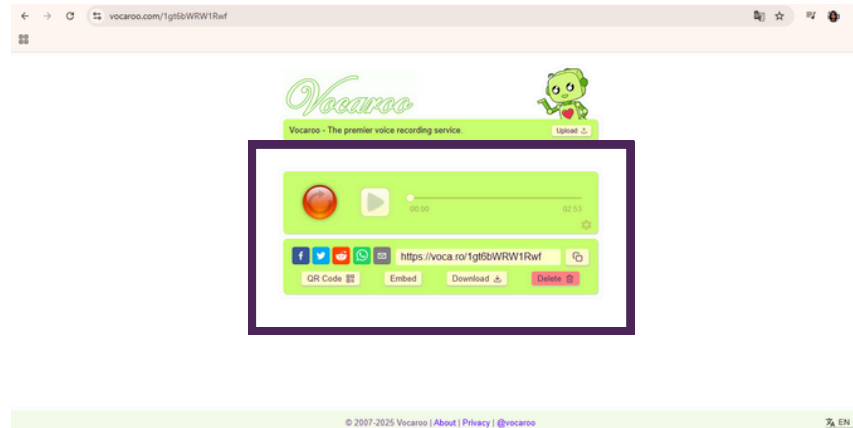 vocaroo.com/1gt6bWRW1Rwf
Vocaroo
Vocaroo - The premier voice recording service.
Upload
00:00
02:53
https://voca.ro/1gt6bWRW1Rwf
QR Code
Embed
Download
Delete
© 2007-2025 Vocaroo | About | Privacy | @vocaroo
EN